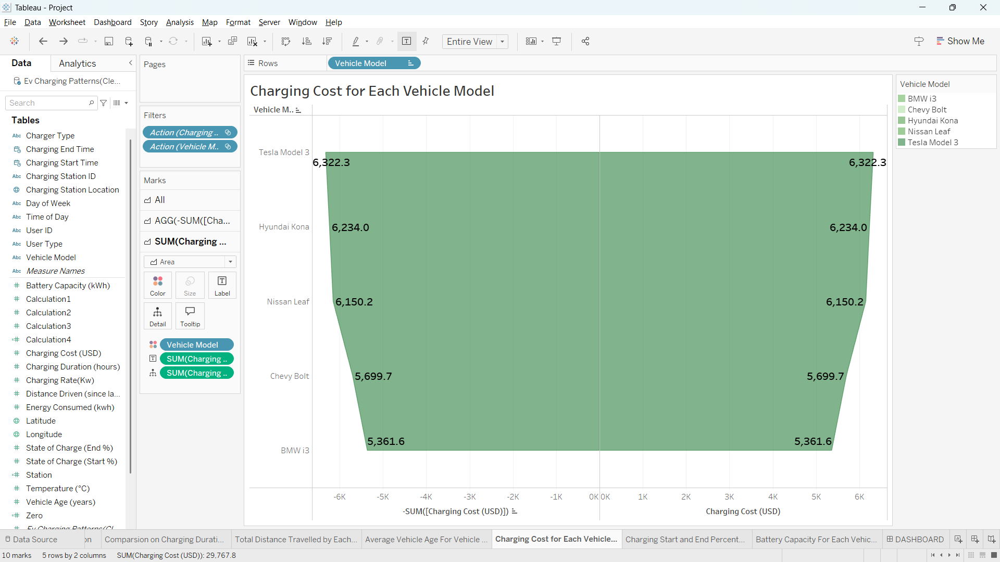 Tableau - Project
File Data Worksheet Dashboard Story Analysis Map Format Server Window Help
Entire View
Show Me
Data
Analytics
Ev Charging Patterns(Cle...
Search
Tables
Abc Charger Type
Charging End Time
Charging Start Time
Abc Charging Station ID
Charging Station Location
Abc Day of Week
Abc Time of Day
Abc User ID
Abc User Type
Abc Vehicle Model
Abc Measure Names
# Battery Capacity (kWh)
# Calculation1
# Calculation2
# Calculation3
=# Calculation4
# Charging Cost (USD)
# Charging Duration (hours)
# Charging Rate(Kw)
# Distance Driven (since la...
# Energy Consumed (kwh)
Latitude
Longitude
# State of Charge (End %)
# State of Charge (Start %)
=# Station
# Temperature (°C)
# Vehicle Age (years)
=# Zero
Ev Charging Patterns(Cl
Pages
Filters
Action (Charging ..
Action (Vehicle M..
Marks
All
AGG(-SUM([Cha...
SUM(Charging ...
Area
Color
Size
T
Label
Detail
Tooltip
Vehicle Model
T SUM(Charging ..
SUM(Charging ..
Rows
Vehicle Model
Charging Cost for Each Vehicle Model
Vehicle M..
Tesla Model 3
6,322.3 6,322.3
Hyundai Kona
6,234.0 6,234.0
Nissan Leaf
6,150.2 6,150.2
Chevy Bolt
5,699.7 5,699.7
BMW i3
5,361.6 5,361.6
-6K -5K -4K -3K -2K -1K 0K 0K 1K 2K 3K 4K 5K 6K
-SUM([Charging Cost (USD)])
Charging Cost (USD)
Vehicle Model
BMW i3
Chevy Bolt
Hyundai Kona
Nissan Leaf
Tesla Model 3
Data Source
on
Comparsion on Charging Durati...
Total Distance Travelled by Each...
Average Vehicle Age For Vehicle ...
Charging Cost for Each Vehicle...
Charging Start and End Percent...
Battery Capacity For Each Vehic...
DASHBOARD
10 marks 5 rows by 2 columns SUM(Charging Cost (USD)): 29,767.8